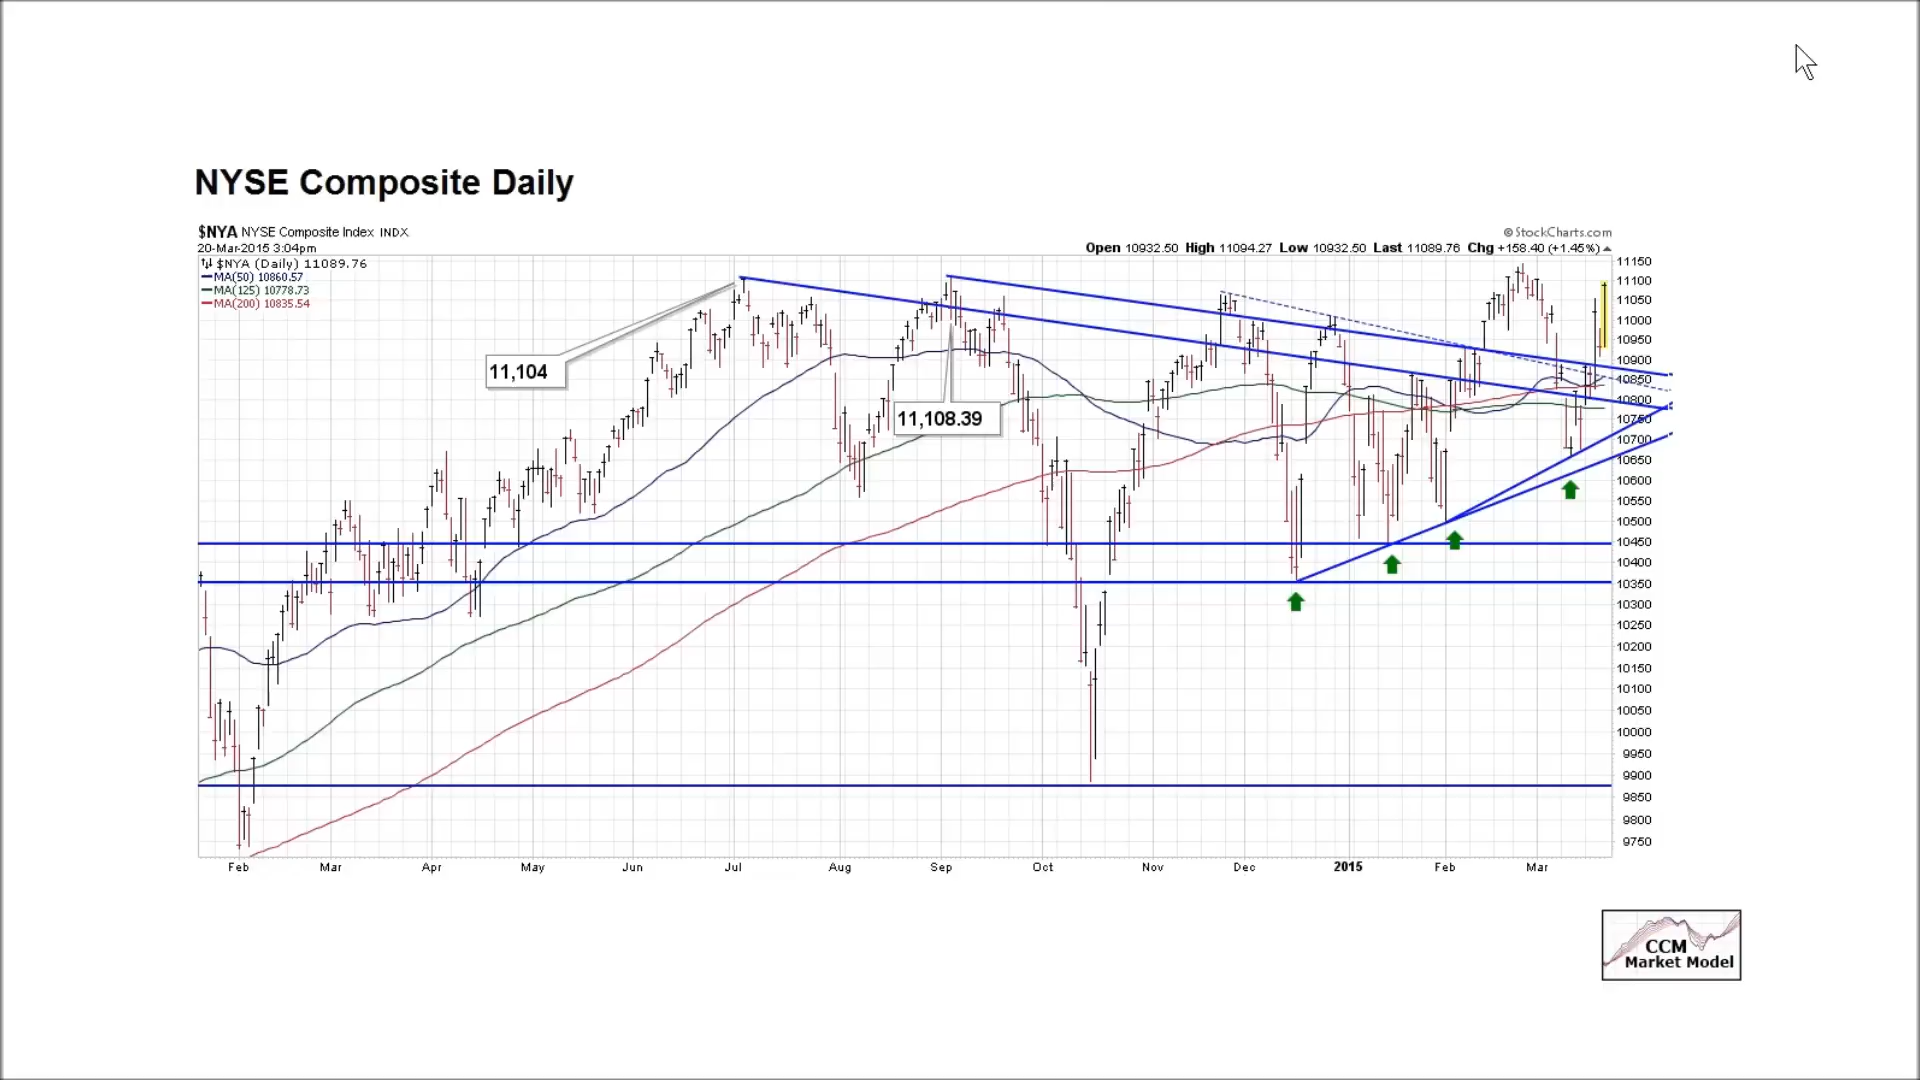 NYSE Composite Daily
$NYA NYSE Composite Index INDX
© StockCharts.com
20-Mar-2015 3:04pm
Open 10932.50 High 11094.27 Low 10932.50 Last 11089.76 Chg +158.40 (+1.45%)
$NYA (Daily) 11089.76
MA(50) 10860.57
MA(125) 10778.73
MA(200) 10835.54
11150
11100
11050
11000
10950
10900
10850
10800
10750
10700
10650
10600
10550
10500
10450
10400
10350
10300
10250
10200
10150
10100
10050
10000
9950
9900
9850
9800
9750
11,104
11,108.39
Feb Mar Apr May Jun Jul Aug Sep Oct Nov Dec 2015 Feb Mar
CCM
Market Model